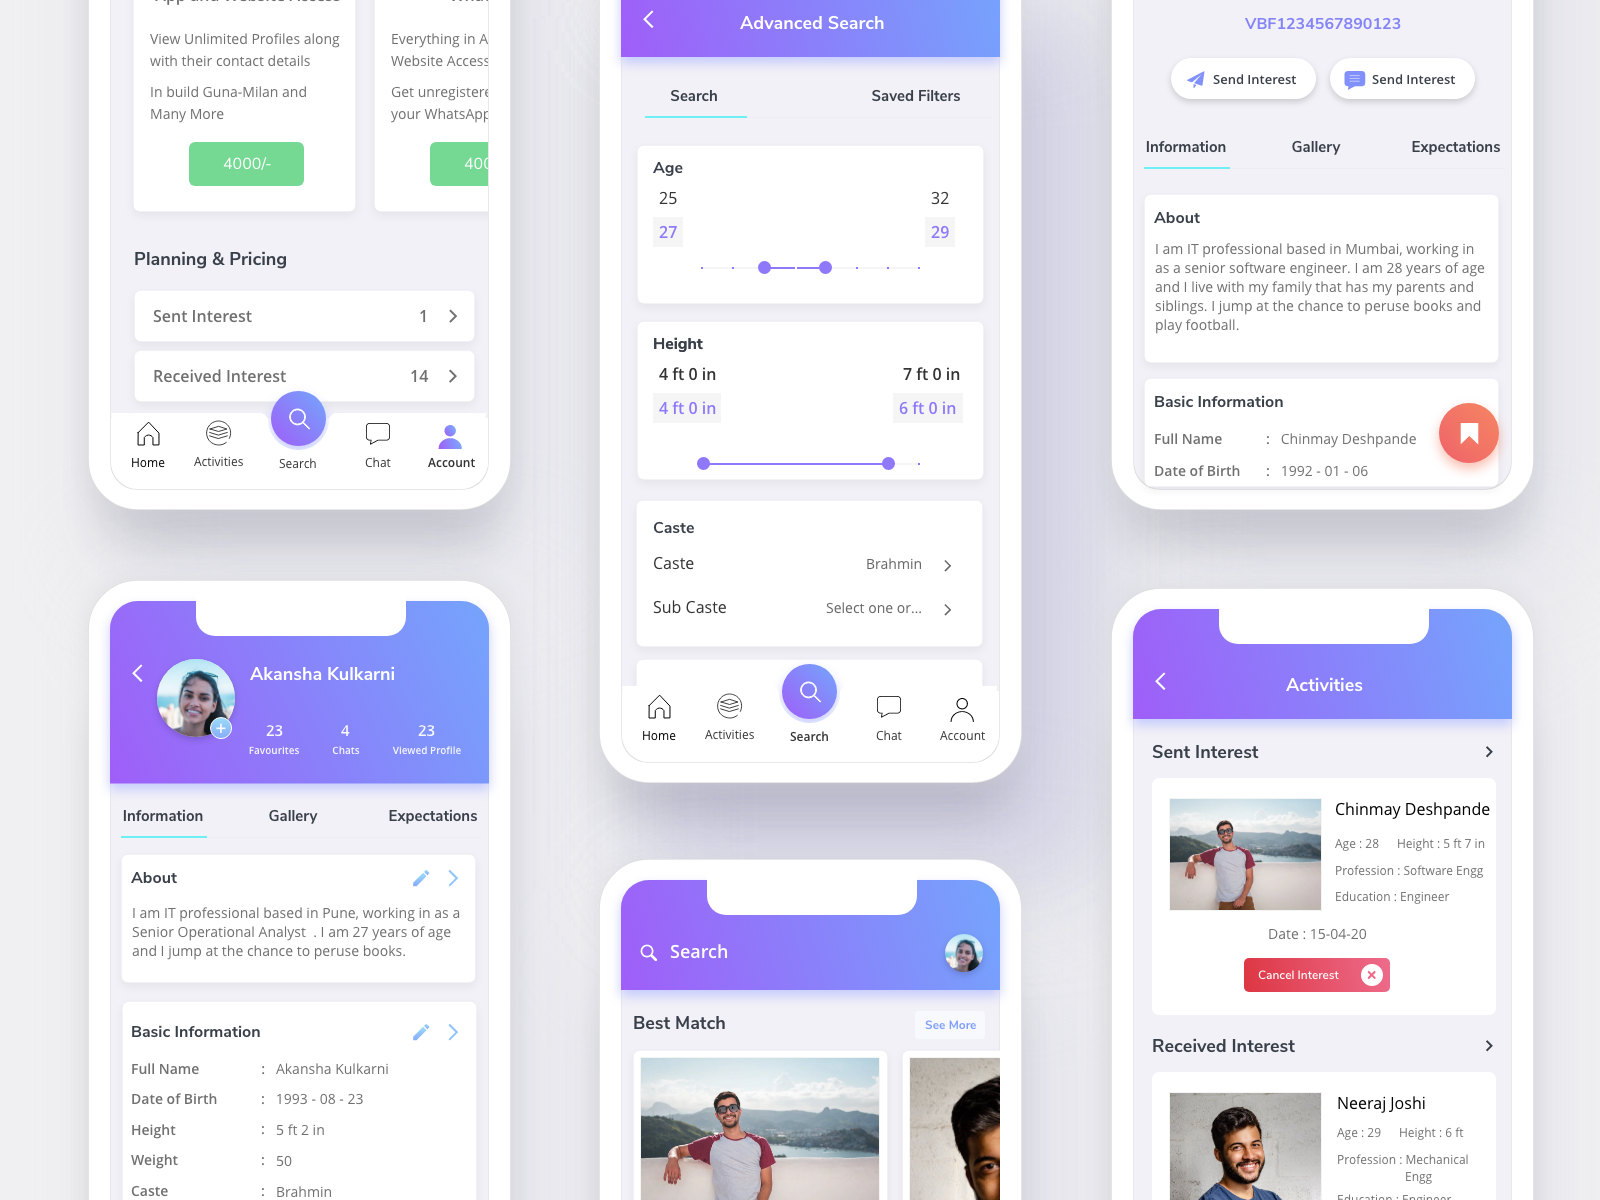 App and Website Access
View Unlimited Profiles along
with their contact details
In build Guna-Milan and
Many More
4000/-
Everything in A
Website Access
Get unregistere
your WhatsApp
400
Planning & Pricing
Sent Interest 1
Received Interest 14
Home Activities Search Chat Account
Akansha Kulkarni
23 4 23
Favourites Chats Viewed Profile
Information Gallery Expectations
About
I am IT professional based in Pune, working in as a
Senior Operational Analyst . I am 27 years of age
and I jump at the chance to peruse books.
Basic Information
Full Name : Akansha Kulkarni
Date of Birth : 1993 - 08 - 23
Height : 5 ft 2 in
Weight : 50
Caste : Brahmin
Advanced Search
Search Saved Filters
Age
25 32
27 29
Height
4 ft 0 in 7 ft 0 in
4 ft 0 in 6 ft 0 in
Caste
Caste Brahmin
Sub Caste Select one or...
Home Activities Search Chat Account
Search
Best Match See More
VBF1234567890123
Send Interest Send Interest
Information Gallery Expectations
About
I am IT professional based in Mumbai, working in
as a senior software engineer. I am 28 years of age
and I live with my family that has my parents and
siblings. I jump at the chance to peruse books and
play football.
Basic Information
Full Name : Chinmay Deshpande
Date of Birth : 1992 - 01 - 06
Activities
Sent Interest
Chinmay Deshpande
Age : 28 Height : 5 ft 7 in
Profession : Software Engg
Education : Engineer
Date : 15-04-20
Cancel Interest
Received Interest
Neeraj Joshi
Age : 29 Height : 6 ft
Profession : Mechanical
Engg
Education : Engineer